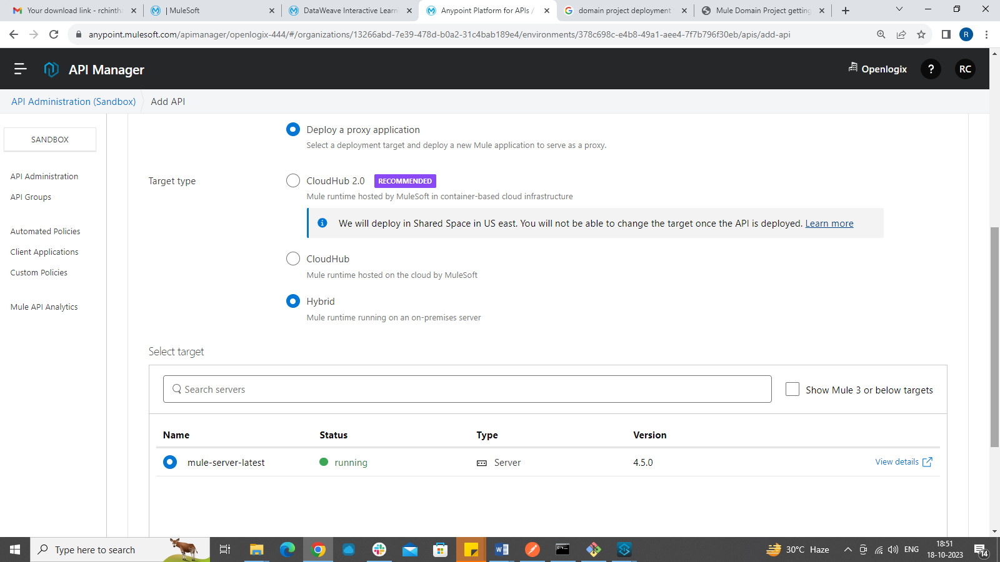 Your download link - rchintha
| MuleSoft
DataWeave Interactive Learn
Anypoint Platform for APIs /
domain project deployment
Mule Domain Project getting
anypoint.mulesoft.com/apimanager/openlogix-444/#/organizations/13266abd-7e39-478d-b0a2-31c4bab189e4/environments/378c698c-e4b8-49a1-aee4-7f7b796f30eb/apis/add-api
R
API Manager
Openlogix
?
RC
API Administration (Sandbox)
Add API
SANDBOX
API Administration
API Groups
Automated Policies
Client Applications
Custom Policies
Mule API Analytics
Deploy a proxy application
Select a deployment target and deploy a new Mule application to serve as a proxy.
Target type
CloudHub 2.0 RECOMMENDED
Mule runtime hosted by MuleSoft in container-based cloud infrastructure
We will deploy in Shared Space in US east. You will not be able to change the target once the API is deployed. Learn more
CloudHub
Mule runtime hosted on the cloud by MuleSoft
Hybrid
Mule runtime running on an on-premises server
Select target
Search servers
Show Mule 3 or below targets
Name Status Type Version
mule-server-latest running Server 4.5.0 View details
Type here to search
30°C Haze
ENG
18:51
18-10-2023
14